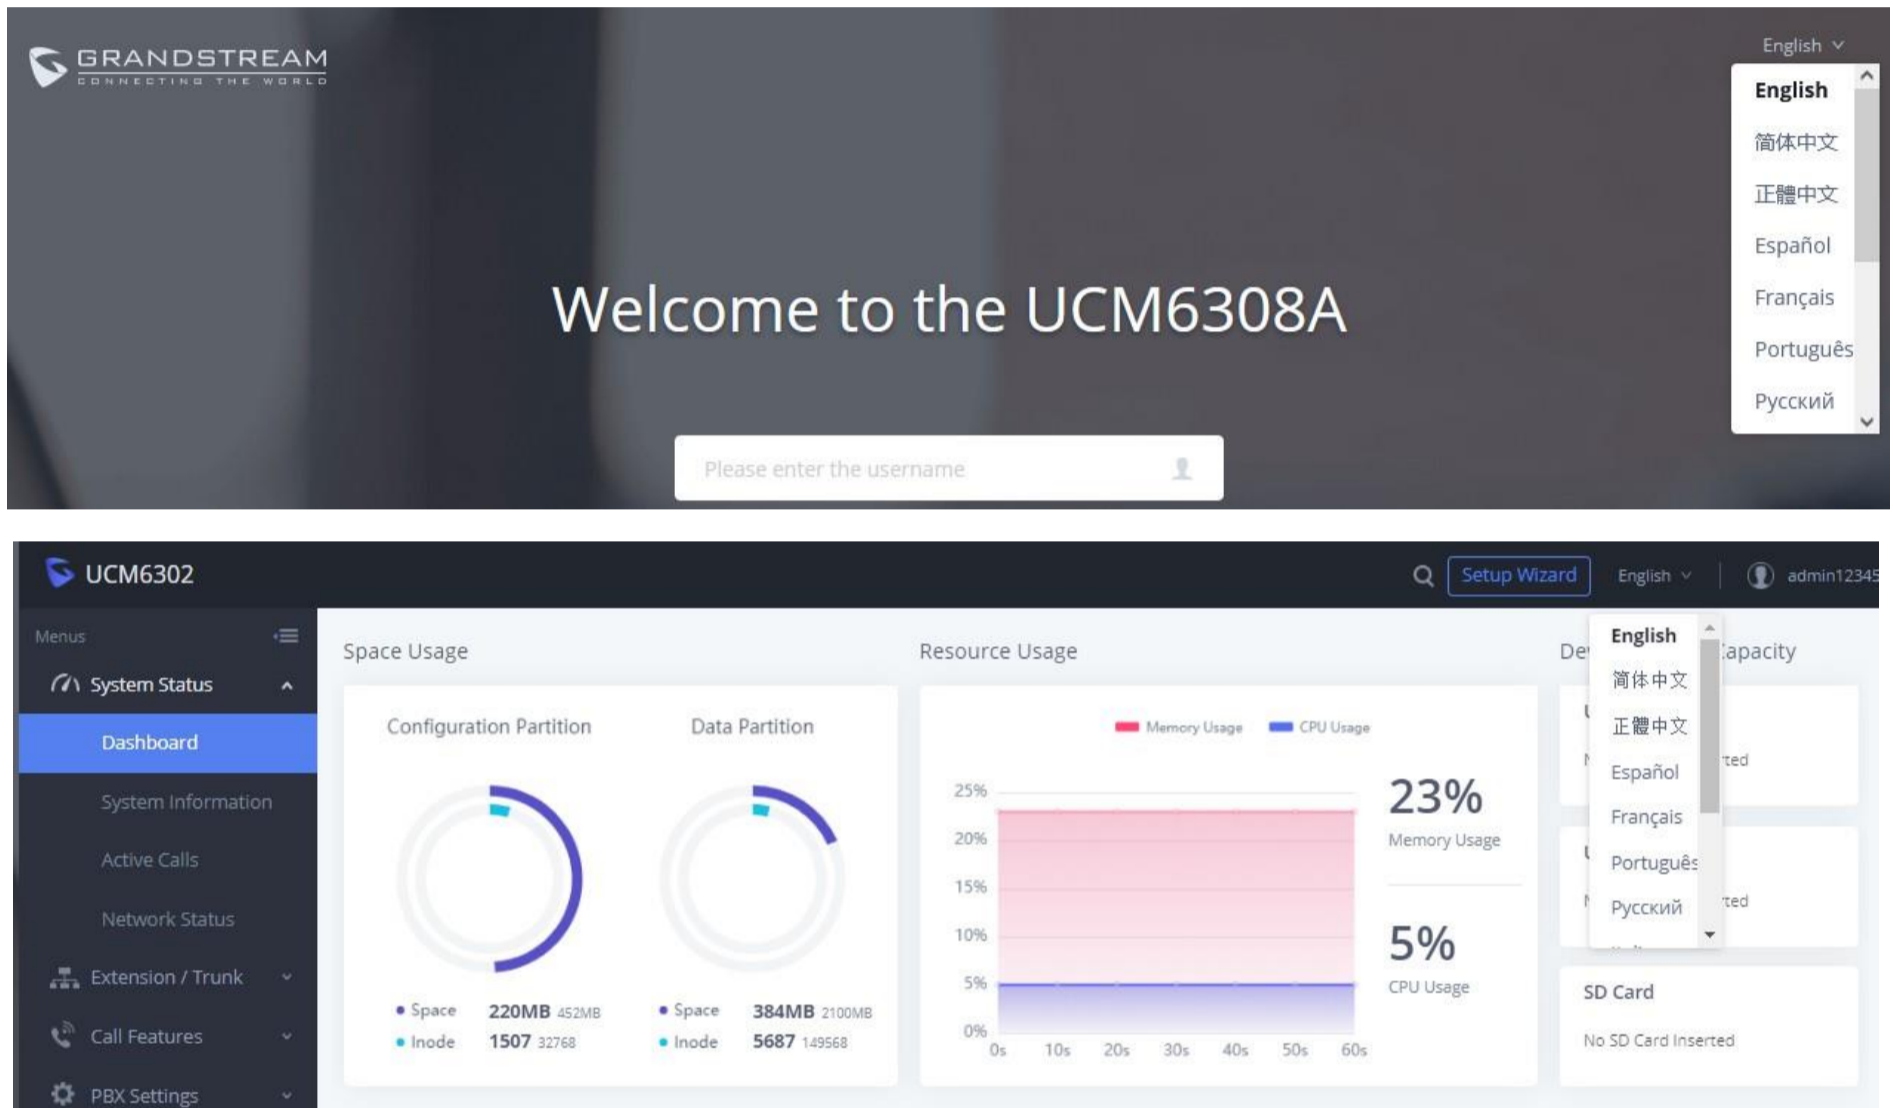 GRANDSTREAM
CONNECTING THE WORLD
English
English
简体中文
正體中文
Español
Français
Português
Русский
Welcome to the UCM6308A
Please enter the username
UCM6302
Setup Wizard
English
admin12345
Menus
System Status
Dashboard
System Information
Active Calls
Network Status
Extension / Trunk
Call Features
PBX Settings
Space Usage
Configuration Partition
Data Partition
Space 220MB 452MB
Inode 1507 32768
Space 384MB 2100MB
Inode 5687 149568
Resource Usage
Memory Usage
CPU Usage
25%
20%
15%
10%
5%
0%
0s 10s 20s 30s 40s 50s 60s
23%
Memory Usage
5%
CPU Usage
English
简体中文
正體中文
Español
Français
Português
Русский
SD Card
No SD Card Inserted